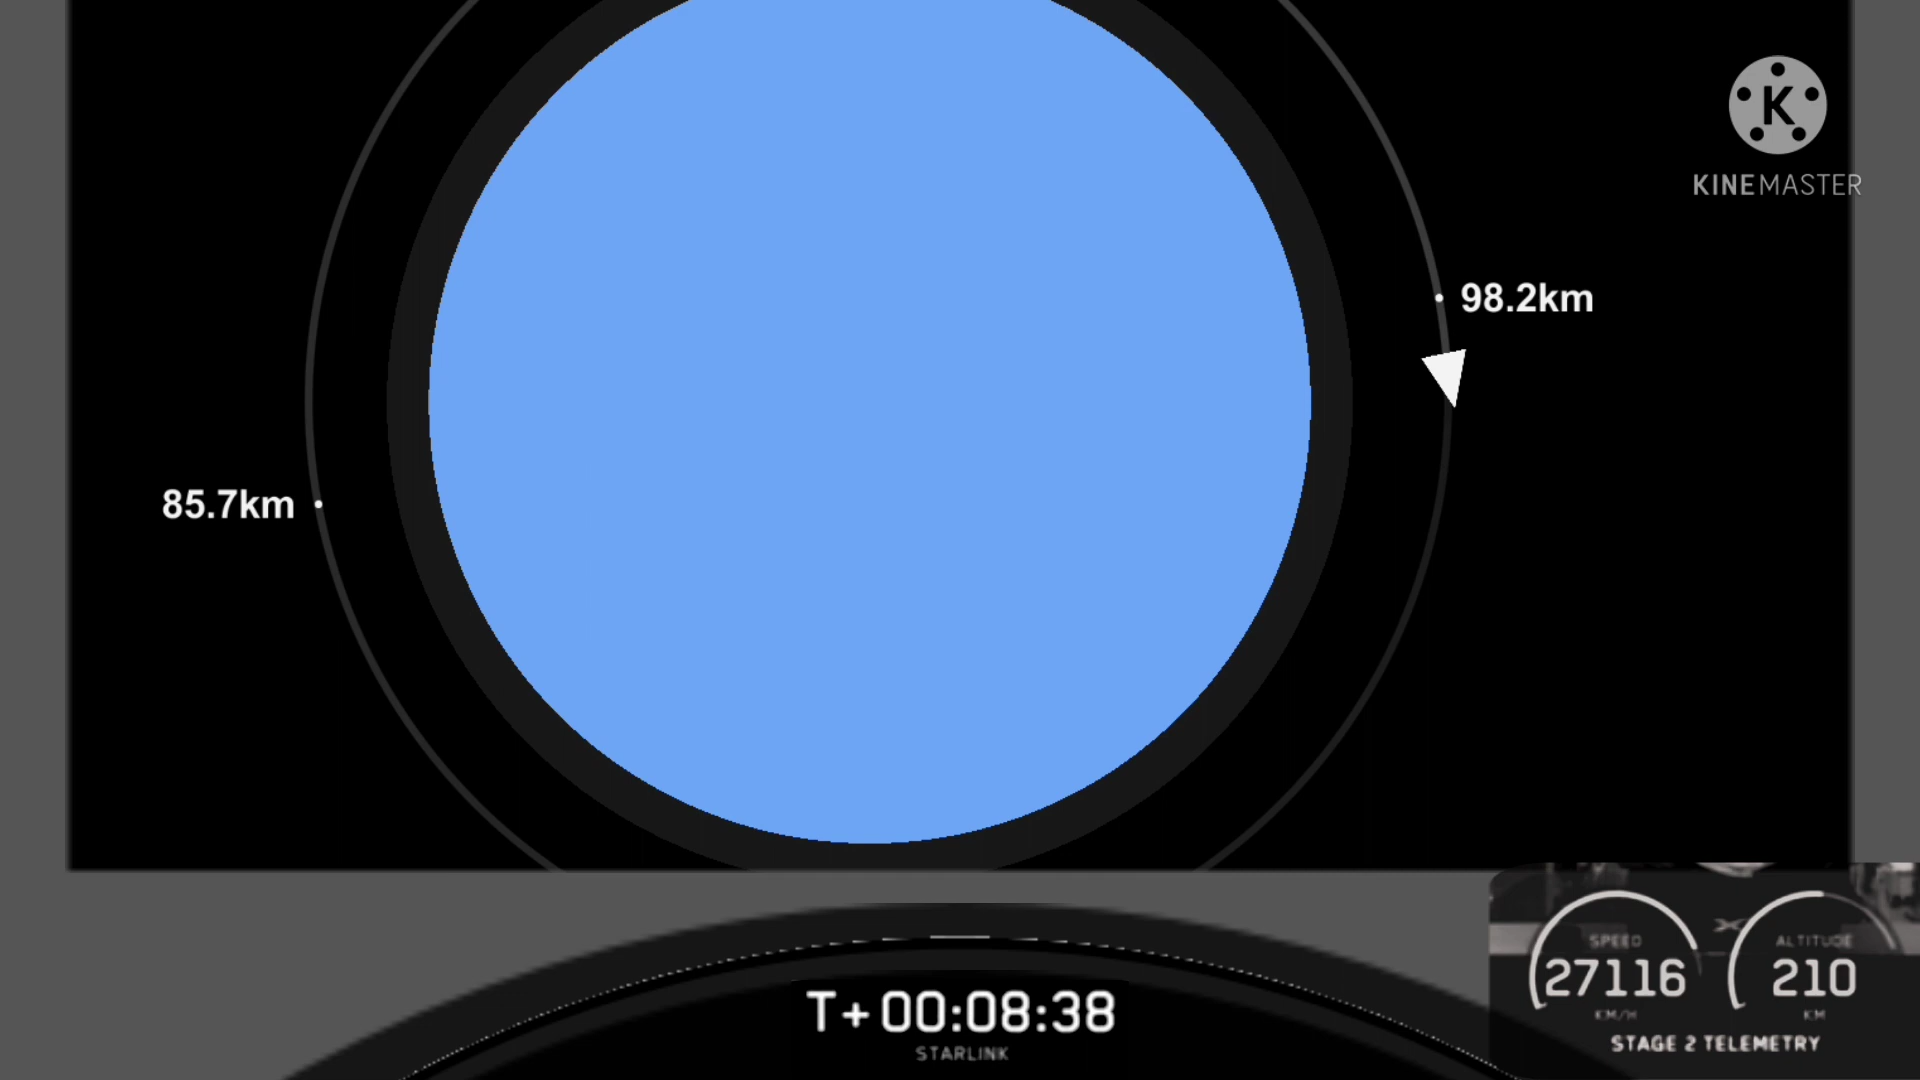 K
KINEMASTER
98.2km
85.7km
SPEED
27116
KM/H
ALTITUDE
210
KM
STAGE 2 TELEMETRY
T+00:08:38
STARLINK